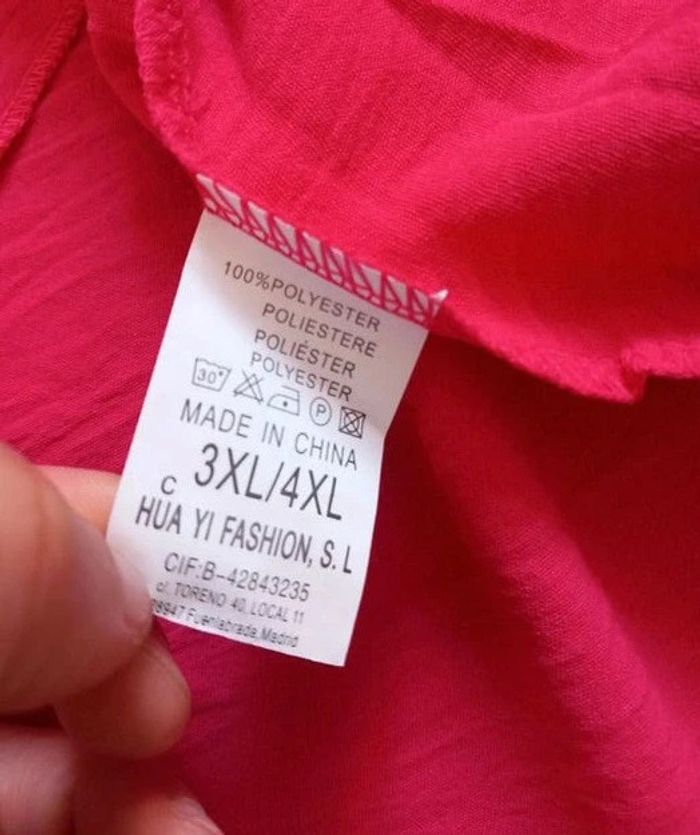 100%POLYESTER
POLIESTERE
POLIÉSTER
POLYESTER
30° P
MADE IN CHINA
3XL/4XL
C
HUA YI FASHION, S. L
CIF:B-42843235
c/. TORENO 40, LOCAL 11
28947 Fuenlabrada, Madrid